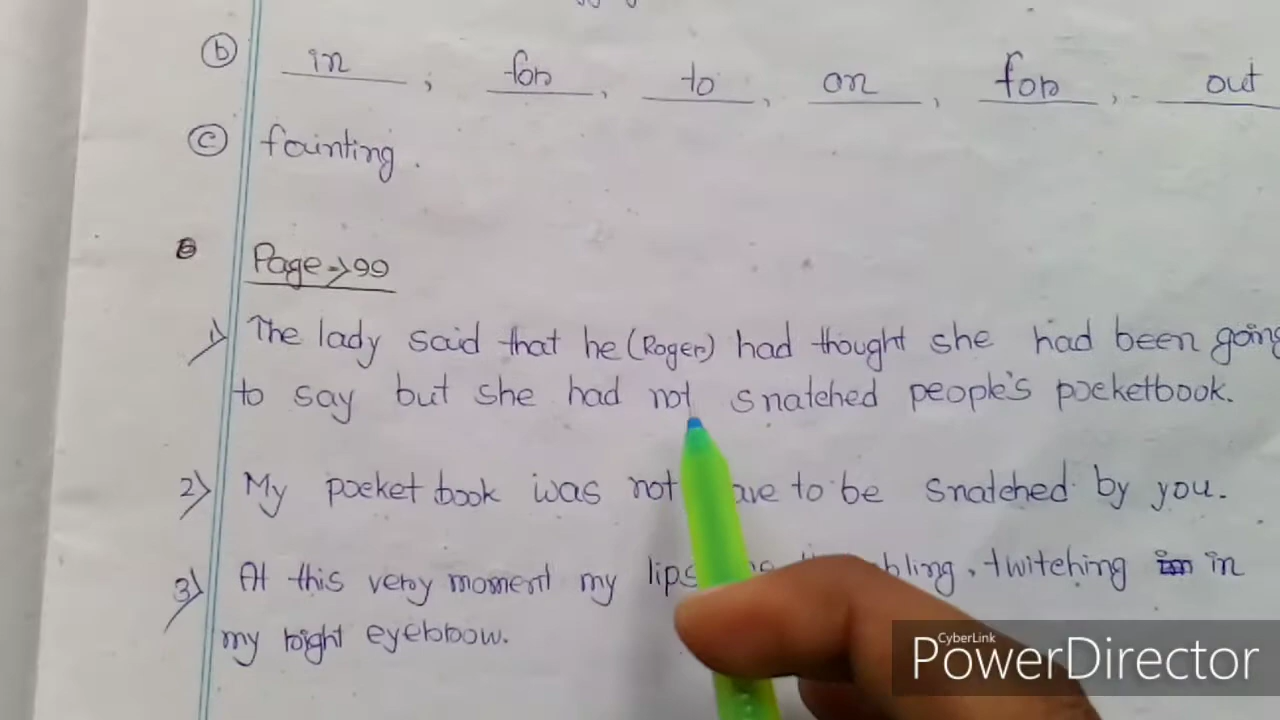 b in ; for , to , on , for , out
c fainting .
Page → 99
1) The lady said that he (Roger) had thought she had been going
to say but she had not snatched people's pocketbook.
2) My pocket book was not to be snatched by you.
3) At this very moment my lips twitching in
my right eyebrow.
CyberLink
PowerDirector